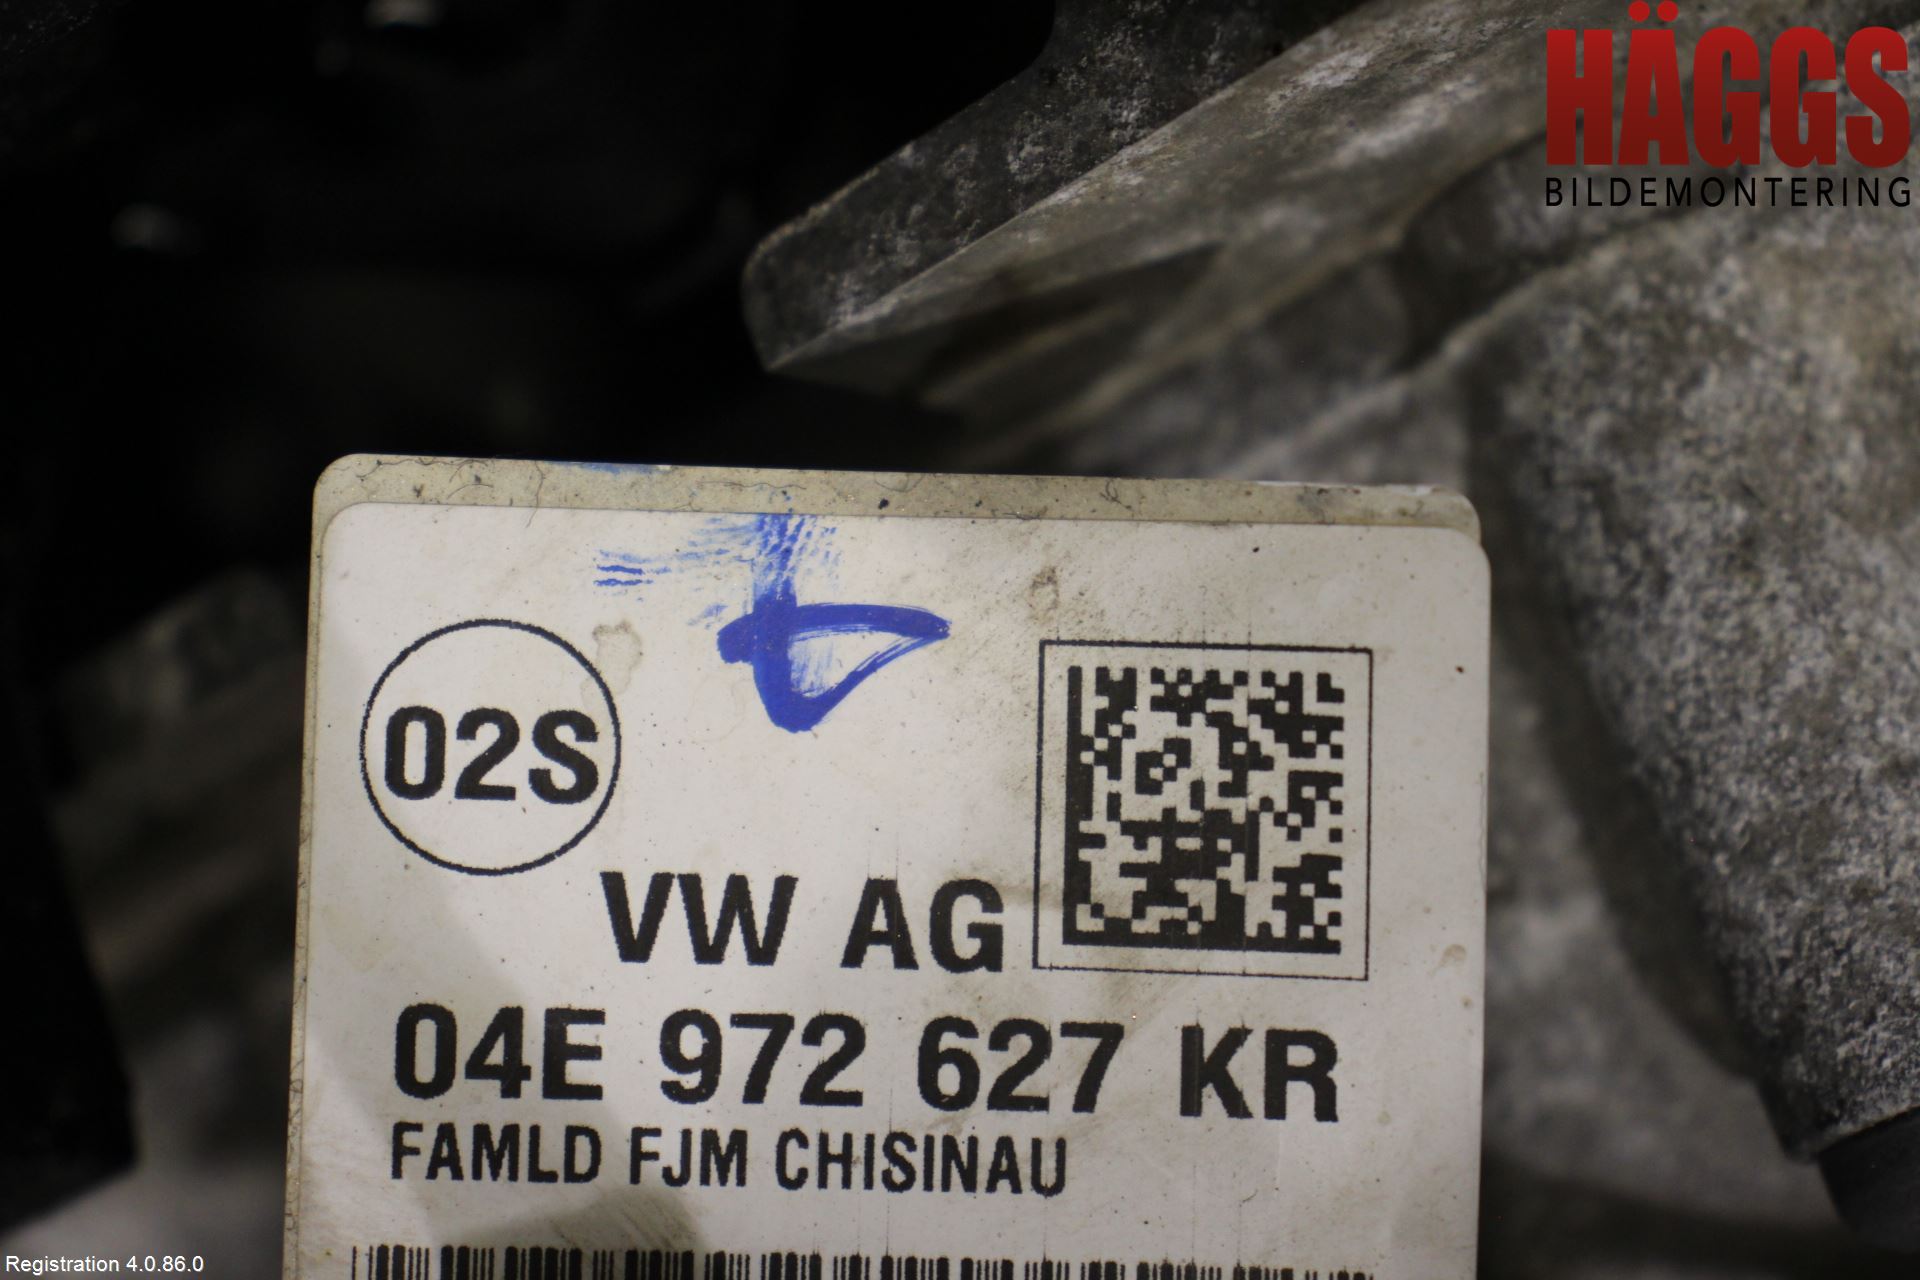 HÄGGS
BILDEMONTERING
02S
VW AG
04E 972 627 KR
FAMLD FJM CHISINAU
Registration 4.0.86.0